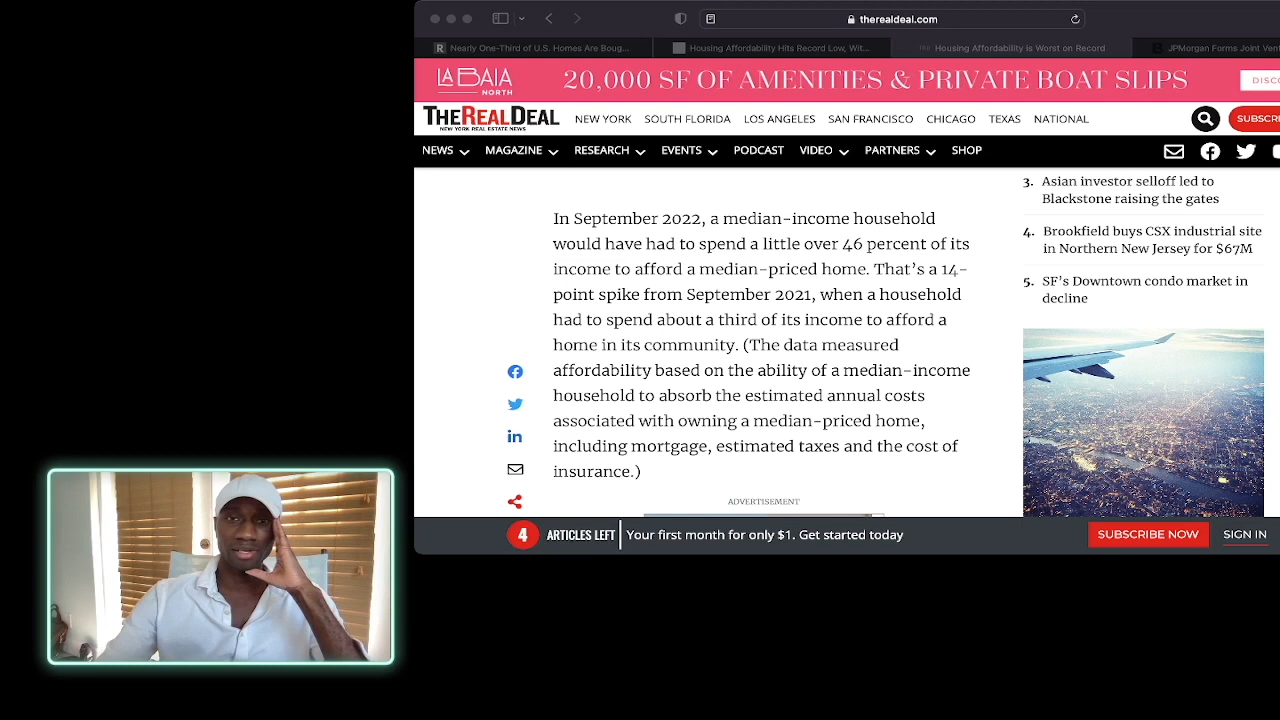 therealdeal.com
Nearly One-Third of U.S. Homes Are Boug...
Housing Affordability Hits Record Low, Wit...
Housing Affordability is Worst on Record
JPMorgan Forms Joint Vent
LA BAIA
NORTH
20,000 SF OF AMENITIES & PRIVATE BOAT SLIPS
DISC
THEREALDEAL
NEW YORK REAL ESTATE NEWS
NEW YORK SOUTH FLORIDA LOS ANGELES SAN FRANCISCO CHICAGO TEXAS NATIONAL
SUBSCRI
NEWS MAGAZINE RESEARCH EVENTS PODCAST VIDEO PARTNERS SHOP
In September 2022, a median-income household
would have had to spend a little over 46 percent of its
income to afford a median-priced home. That's a 14-
point spike from September 2021, when a household
had to spend about a third of its income to afford a
home in its community. (The data measured
affordability based on the ability of a median-income
household to absorb the estimated annual costs
associated with owning a median-priced home,
including mortgage, estimated taxes and the cost of
insurance.)
ADVERTISEMENT
3. Asian investor selloff led to
Blackstone raising the gates
4. Brookfield buys CSX industrial site
in Northern New Jersey for $67M
5. SF's Downtown condo market in
decline
4 ARTICLES LEFT Your first month for only $1. Get started today
SUBSCRIBE NOW SIGN IN